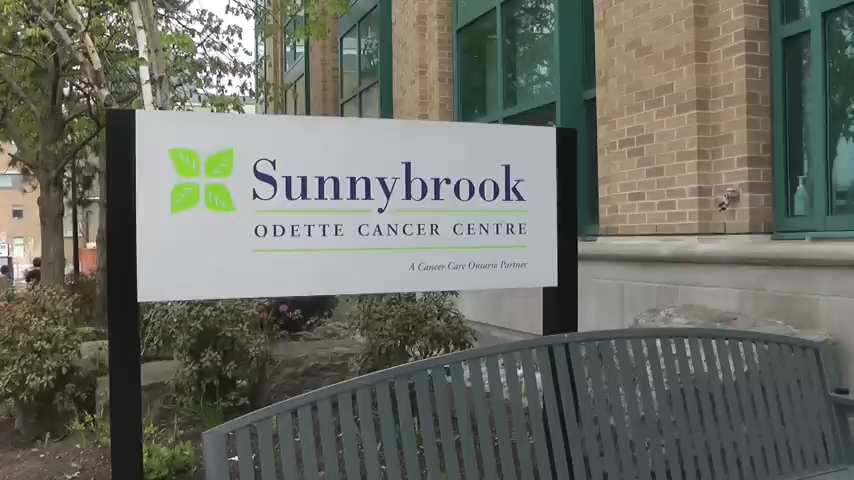 Sunnybrook
ODETTE CANCER CENTRE
A Cancer Care Ontario Partner